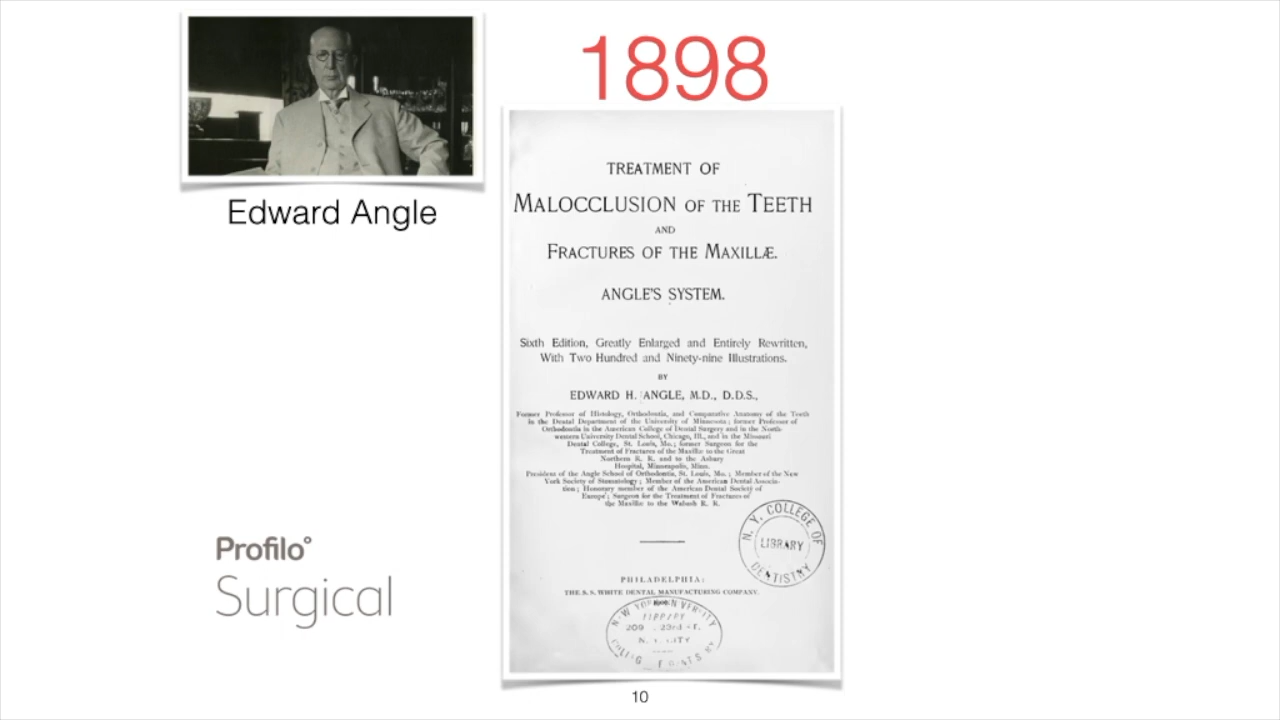 1898
Edward Angle
TREATMENT OF
MALOCCLUSION OF THE TEETH
AND
FRACTURES OF THE MAXILLÆ.
ANGLE'S SYSTEM.
Sixth Edition, Greatly Enlarged and Entirely Rewritten,
With Two Hundred and Ninety-nine Illustrations.
BY
EDWARD H. ANGLE, M.D., D.D.S.,
Former Professor of Histology, Orthodontia, and Comparative Anatomy of the Teeth
in the Dental Department of the University of Minnesota; former Professor of
Orthodontia in the American College of Dental Surgery and in the North-
western University Dental School, Chicago, Ill., and in the Missouri
Dental College, St. Louis, Mo.; former Surgeon for the
Treatment of Fractures of the Maxillæ to the Great
Northern R. R. and to the Asbury
Hospital, Minneapolis, Minn.
President of the Angle School of Orthodontia, St. Louis, Mo.; Member of the New
York Society of Stomatology; Member of the American Dental Associa-
tion; Honorary member of the American Dental Society of
Europe; Surgeon for the Treatment of Fractures of
the Maxillæ to the Wabash R. R.
N. Y. COLLEGE OF
LIBRARY
DENTISTRY
PHILADELPHIA:
THE S. S. WHITE DENTAL MANUFACTURING COMPANY.
LIBRARY
209
Profilo°
Surgical
10